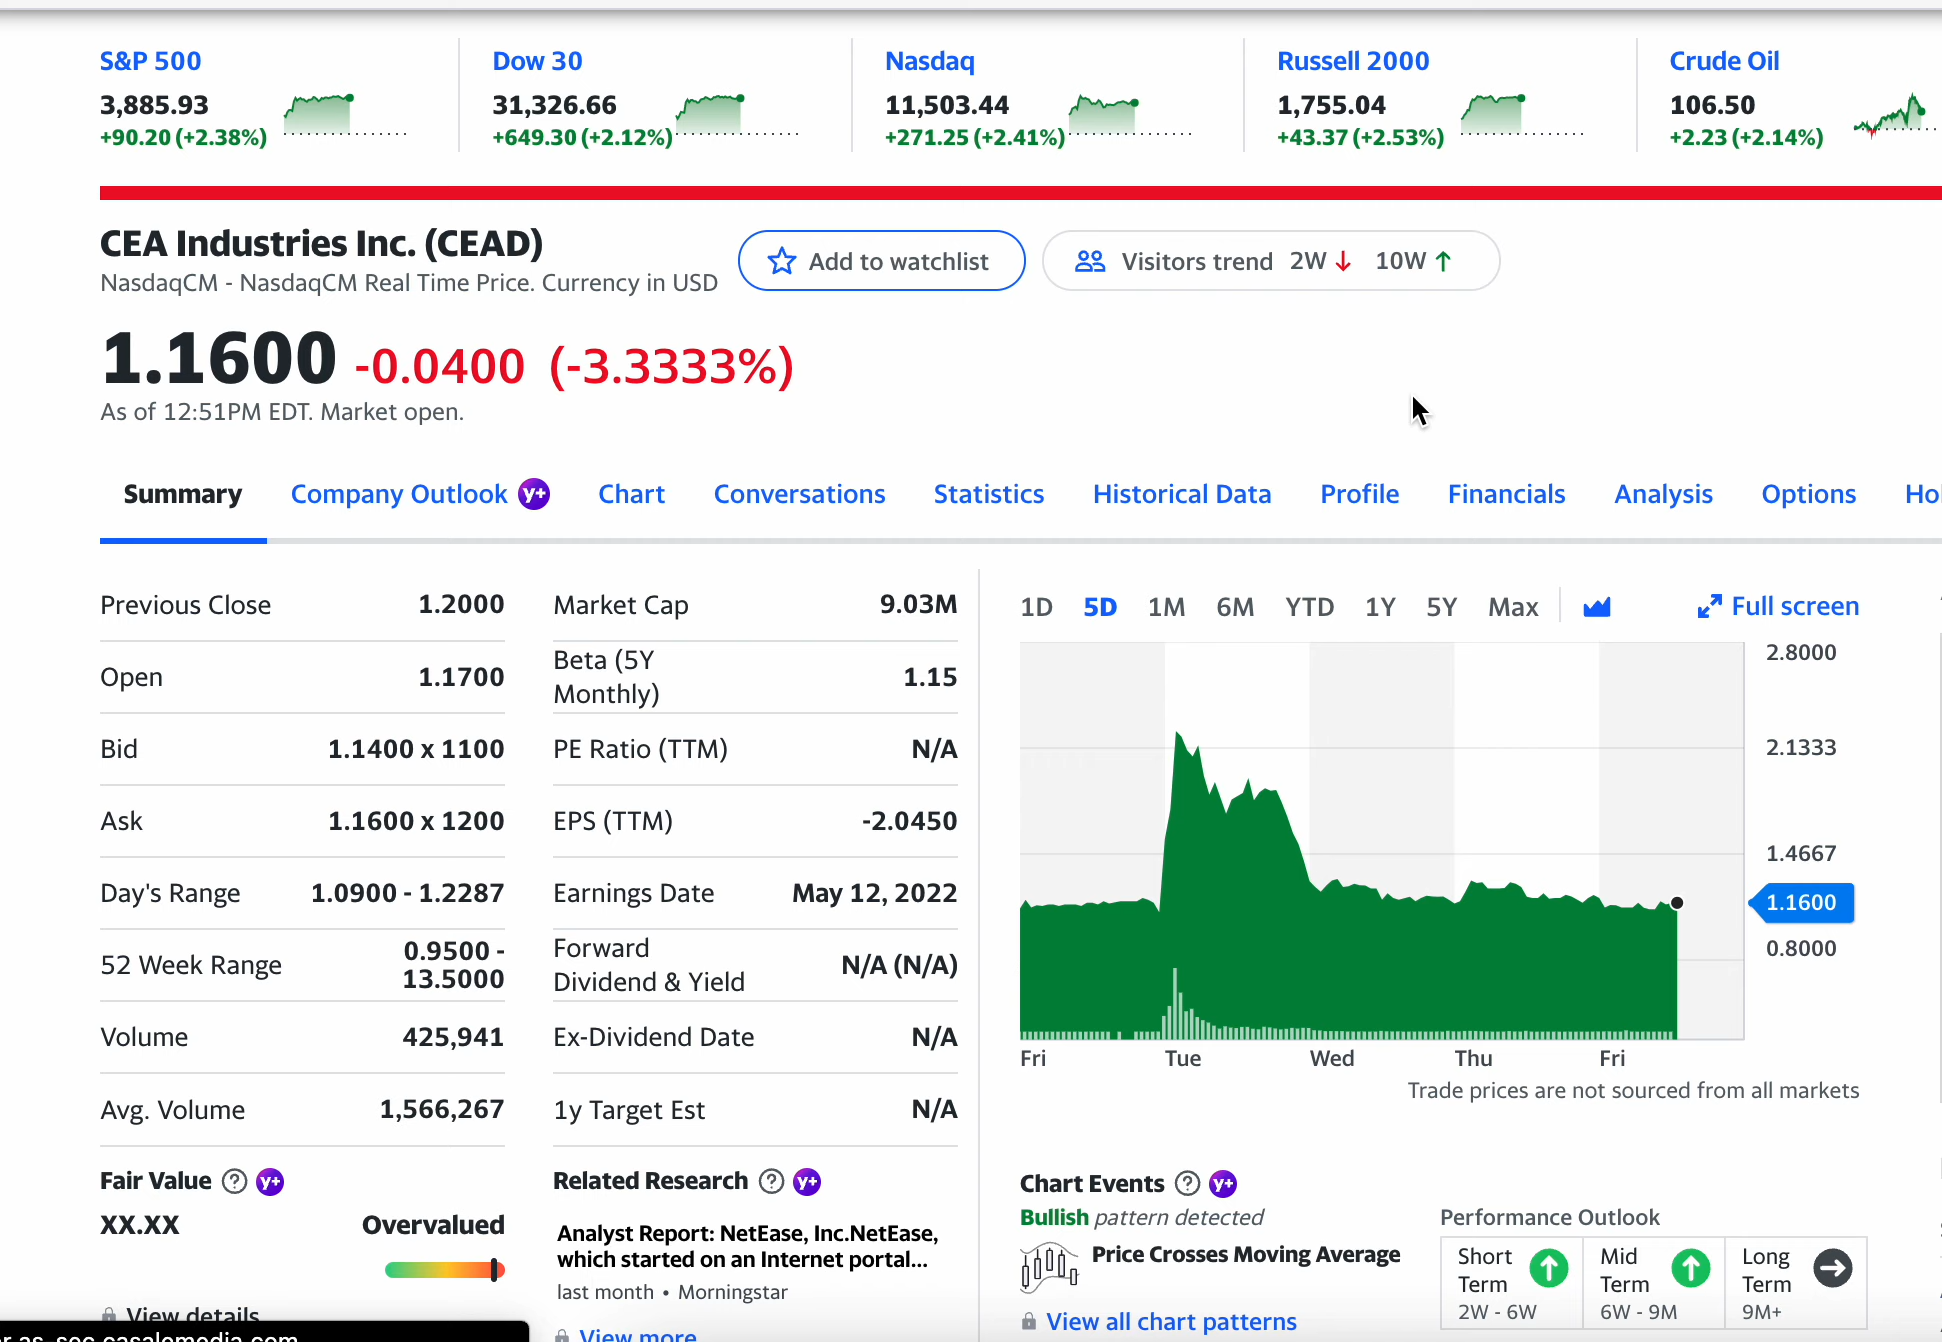 S&P 500
3,885.93
+90.20 (+2.38%)
Dow 30
31,326.66
+649.30 (+2.12%)
Nasdaq
11,503.44
+271.25 (+2.41%)
Russell 2000
1,755.04
+43.37 (+2.53%)
Crude Oil
106.50
+2.23 (+2.14%)
CEA Industries Inc. (CEAD)
NasdaqCM - NasdaqCM Real Time Price. Currency in USD
Add to watchlist
Visitors trend 2W 10W
1.1600 -0.0400 (-3.3333%)
As of 12:51PM EDT. Market open.
Summary Company Outlook y+ Chart Conversations Statistics Historical Data Profile Financials Analysis Options
Previous Close 1.2000
Open 1.1700
Bid 1.1400 x 1100
Ask 1.1600 x 1200
Day's Range 1.0900 - 1.2287
52 Week Range 0.9500 -
13.5000
Volume 425,941
Avg. Volume 1,566,267
Market Cap 9.03M
Beta (5Y
Monthly) 1.15
PE Ratio (TTM) N/A
EPS (TTM) -2.0450
Earnings Date May 12, 2022
Forward
Dividend & Yield N/A (N/A)
Ex-Dividend Date N/A
1y Target Est N/A
1D 5D 1M 6M YTD 1Y 5Y Max Full screen
2.8000
2.1333
1.4667
1.1600
0.8000
Fri Tue Wed Thu Fri
Trade prices are not sourced from all markets
Fair Value ? y+
XX.XX Overvalued
View details
Related Research ? y+
Analyst Report: NetEase, Inc.NetEase,
which started on an Internet portal...
last month • Morningstar
View more
Chart Events ? y+
Bullish pattern detected
Price Crosses Moving Average
View all chart patterns
Performance Outlook
Short
Term
2W - 6W
Mid
Term
6W - 9M
Long
Term
9M+